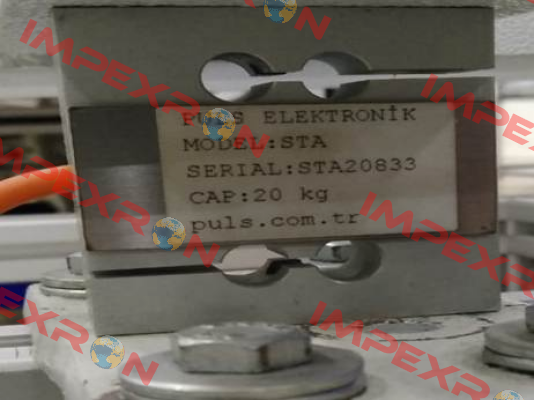 PULS ELEKTRONİK
MODEL:STA
SERIAL:STA20833
CAP:20 kg
puls.com.tr
IMPEXRON
IMPEXRON
IMPEXRON
IMPEXRON
IMPEXRON